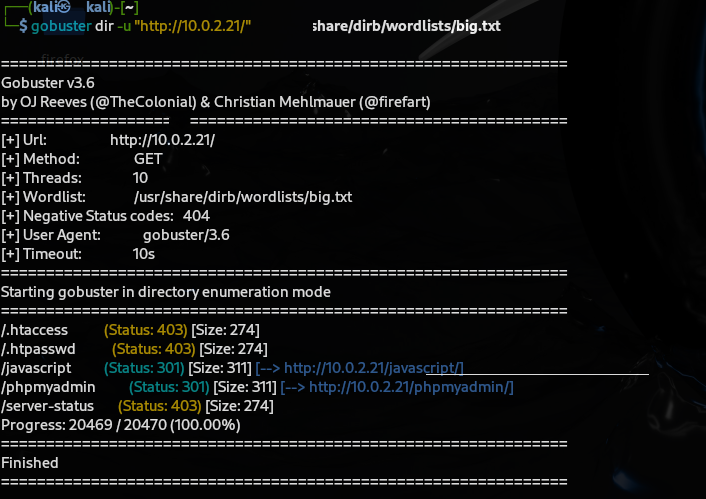 ┌──(kali㉿ kali)-[~]
└─$ gobuster dir -u "http://10.0.2.21/" share/dirb/wordlists/big.txt
===============================================================
Gobuster v3.6
by OJ Reeves (@TheColonial) & Christian Mehlmauer (@firefart)
===============================================================
[+] Url: http://10.0.2.21/
[+] Method: GET
[+] Threads: 10
[+] Wordlist: /usr/share/dirb/wordlists/big.txt
[+] Negative Status codes: 404
[+] User Agent: gobuster/3.6
[+] Timeout: 10s
===============================================================
Starting gobuster in directory enumeration mode
===============================================================
/.htaccess (Status: 403) [Size: 274]
/.htpasswd (Status: 403) [Size: 274]
/javascript (Status: 301) [Size: 311] [--> http://10.0.2.21/javascript/]
/phpmyadmin (Status: 301) [Size: 311] [--> http://10.0.2.21/phpmyadmin/]
/server-status (Status: 403) [Size: 274]
Progress: 20469 / 20470 (100.00%)
===============================================================
Finished
===============================================================